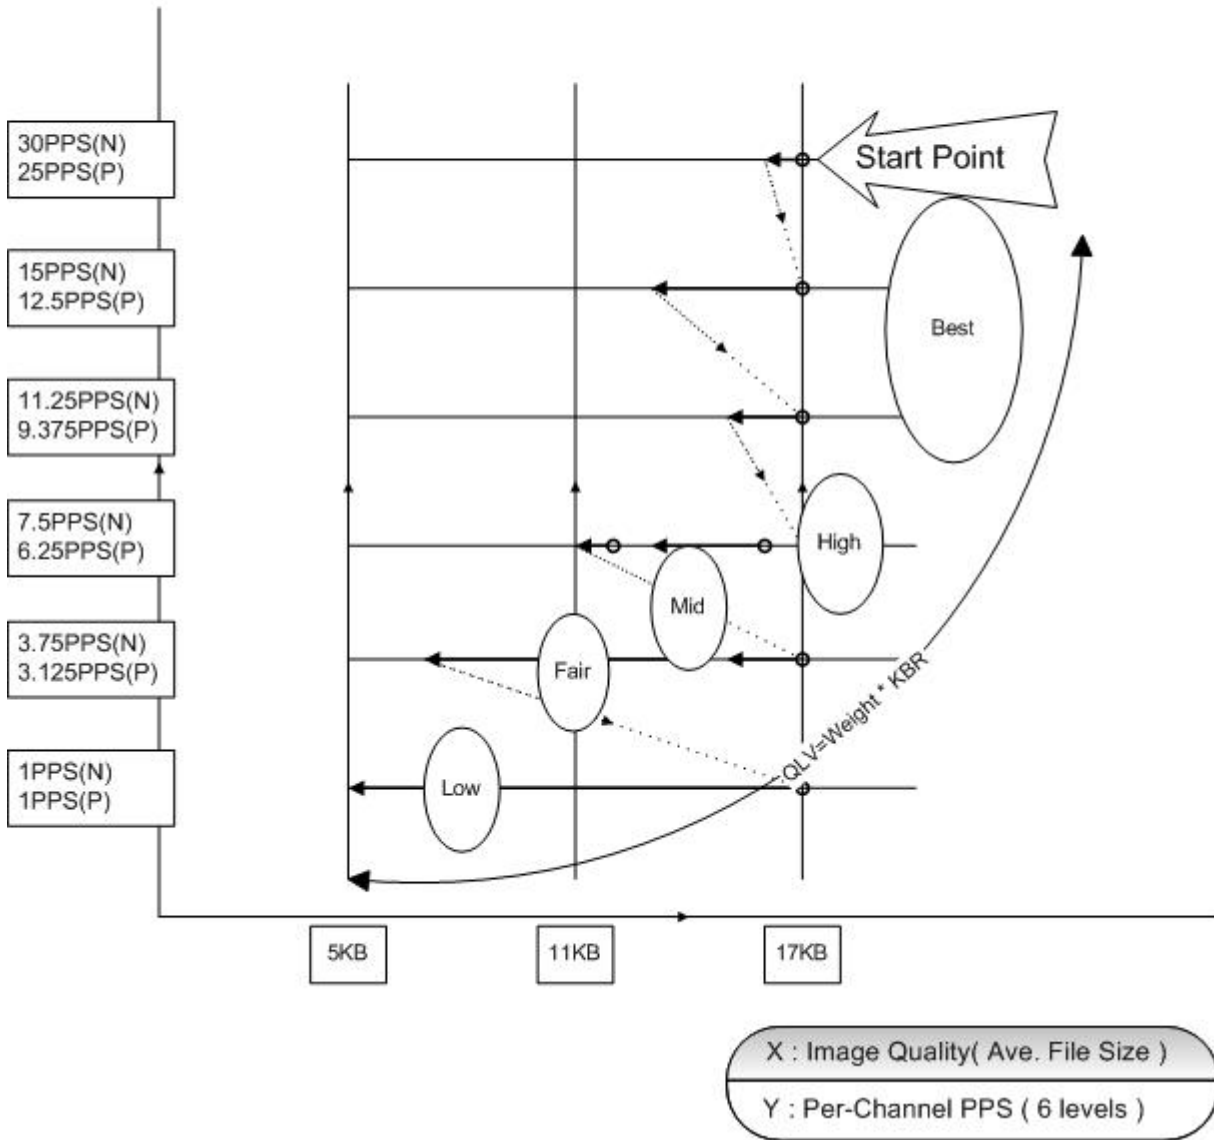 30PPS(N)
25PPS(P)
Start Point
15PPS(N)
12.5PPS(P)
Best
11.25PPS(N)
9.375PPS(P)
7.5PPS(N)
6.25PPS(P)
High
Mid
3.75PPS(N)
3.125PPS(P)
Fair
QLV=Weight * KBR
1PPS(N)
1PPS(P)
Low
5KB
11KB
17KB
X : Image Quality( Ave. File Size )
Y : Per-Channel PPS ( 6 levels )